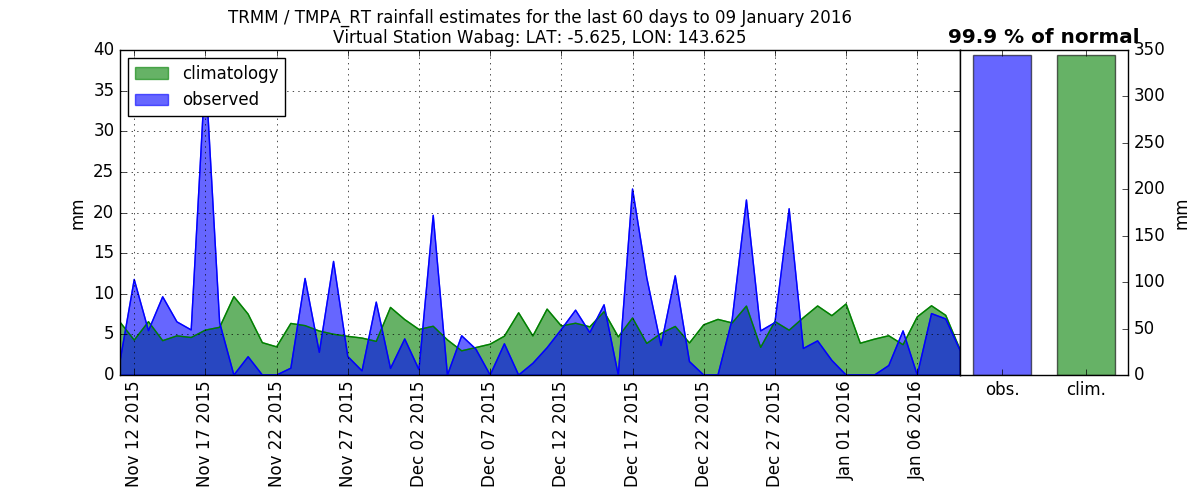 TRMM / TMPA_RT rainfall estimates for the last 60 days to 09 January 2016
Virtual Station Wabag: LAT: -5.625, LON: 143.625
99.9 % of normal
climatology
observed
40
35
30
25
20
15
10
5
0
mm
350
300
250
200
150
100
50
0
mm
Nov 12 2015
Nov 17 2015
Nov 22 2015
Nov 27 2015
Dec 02 2015
Dec 07 2015
Dec 12 2015
Dec 17 2015
Dec 22 2015
Dec 27 2015
Jan 01 2016
Jan 06 2016
obs.
clim.